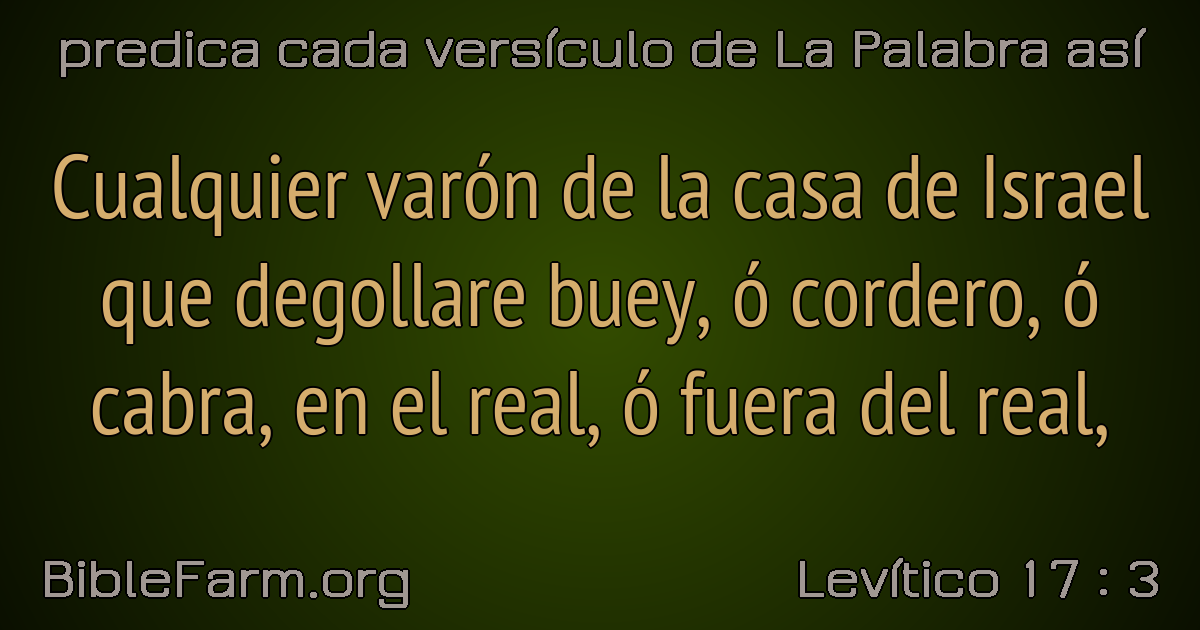 predica cada versículo de La Palabra así
Cualquier varón de la casa de Israel
que degollare buey, ó cordero, ó
cabra, en el real, ó fuera del real,
BibleFarm.org
Levítico 17 : 3